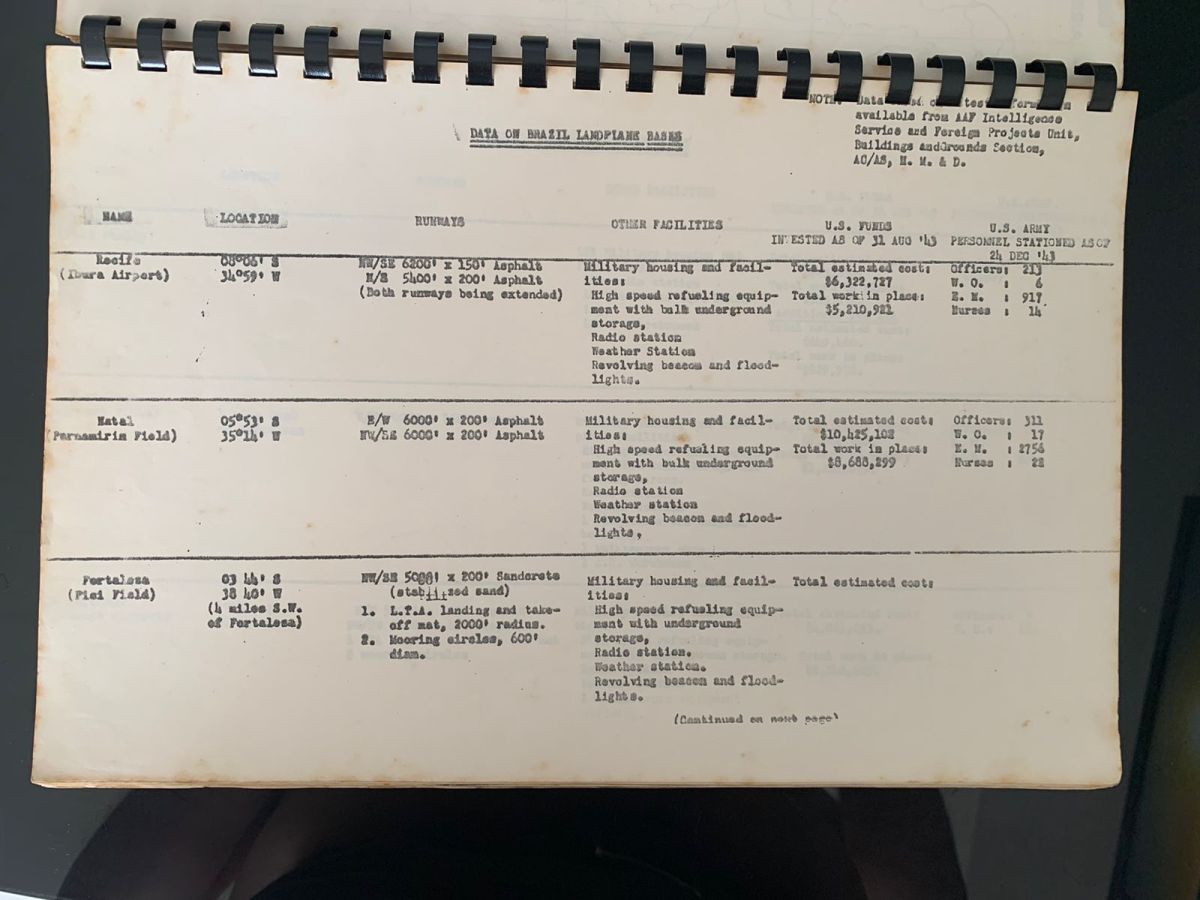 NOTE: Data
available from AAF Intelligence
Service and Foreign Projects Unit,
Buildings andGrounds Section,
AC/AS, M. M. & D.
DATA ON BRAZIL LANDPLANE BASES
NAME LOCATION RUNWAYS OTHER FACILITIES U.S. FUNDS INVESTED AS OF 31 AUG '43 U.S. ARMY PERSONNEL STATIONED AS OF 24 DEC '43
Recife 08°06' S NW/SE 6200' x 150' Asphalt Military housing and facil- Total estimated cost: Officers: 213
(Ibura Airport) 34°59' W N/S 5400' x 200' Asphalt ities: $6,322,727 W. O. : 6
(Both runways being extended) High speed refueling equip- Total work in place: E. M. : 917
ment with bulk underground $5,210,921 Nurses : 14
storage,
Radio station
Weather Station
Revolving beacon and flood-
lights.
Natal 05°53' S E/W 6000' x 200' Asphalt Military housing and facil- Total estimated cost: Officers: 311
(Parnamirim Field) 35°14' W NW/SE 6000' x 200' Asphalt ities: $10,425,102 W. O. : 17
High speed refueling equip- Total work in place: E. M. : 2756
ment with bulk underground $8,688,299 Nurses : 22
storage,
Radio station
Weather station
Revolving beacon and flood-
lights,
Fortalesa 03 44' S NW/SE x 200' Sandcrete Military housing and facil- Total estimated cost:
(Pici Field) 38 40' W (stabilized sand) ities:
(4 miles S.W. 1. L.T.A. landing and take- High speed refueling equip-
of Fortalesa) off mat, 2000' radius. ment with underground
2. Mooring circles, 600' storage,
diam. Radio station.
Weather station.
Revolving beacon and flood-
lights.
(Continued on next page)